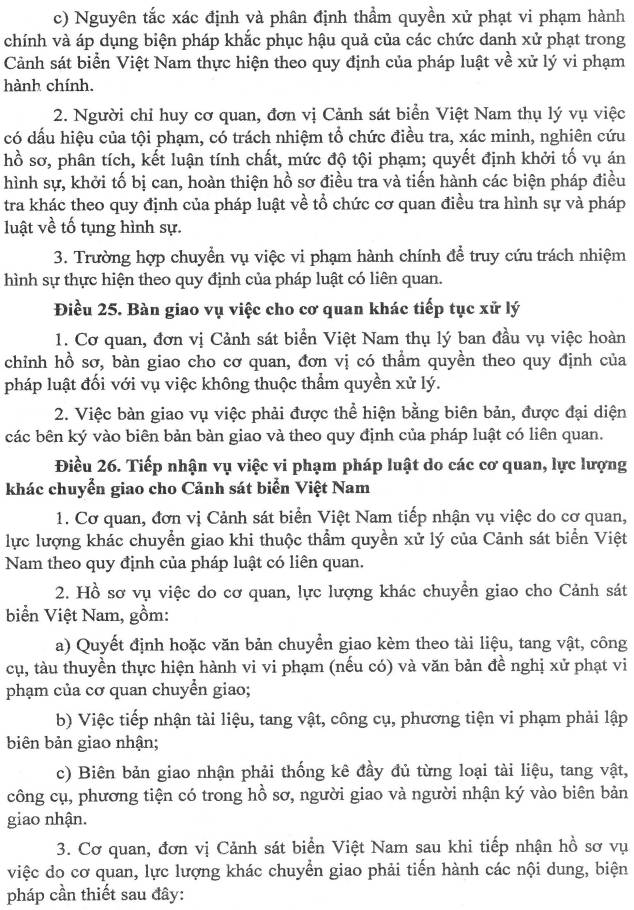 c) Nguyên tắc xác định và phân định thẩm quyền xử phạt vi phạm hành
chính và áp dụng biện pháp khắc phục hậu quả của các chức danh xử phạt trong
Cảnh sát biển Việt Nam thực hiện theo quy định của pháp luật về xử lý vi phạm
hành chính.
2. Người chỉ huy cơ quan, đơn vị Cảnh sát biển Việt Nam thụ lý vụ việc
có dấu hiệu của tội phạm, có trách nhiệm tổ chức điều tra, xác minh, nghiên cứu
hồ sơ, phân tích, kết luận tính chất, mức độ tội phạm; quyết định khởi tố vụ án
hình sự, khởi tố bị can, hoàn thiện hồ sơ điều tra và tiến hành các biện pháp điều
tra khác theo quy định của pháp luật về tổ chức cơ quan điều tra hình sự và pháp
luật về tố tụng hình sự.
3. Trường hợp chuyển vụ việc vi phạm hành chính để truy cứu trách nhiệm
hình sự thực hiện theo quy định của pháp luật có liên quan.
Điều 25. Bàn giao vụ việc cho cơ quan khác tiếp tục xử lý
1. Cơ quan, đơn vị Cảnh sát biển Việt Nam thụ lý ban đầu vụ việc hoàn
chỉnh hồ sơ, bàn giao cho cơ quan, đơn vị có thẩm quyền theo quy định của
pháp luật đối với vụ việc không thuộc thẩm quyền xử lý.
2. Việc bàn giao vụ việc phải được thể hiện bằng biên bản, được đại diện
các bên ký vào biên bản bàn giao và theo quy định của pháp luật có liên quan.
Điều 26. Tiếp nhận vụ việc vi phạm pháp luật do các cơ quan, lực lượng
khác chuyển giao cho Cảnh sát biển Việt Nam
1. Cơ quan, đơn vị Cảnh sát biển Việt Nam tiếp nhận vụ việc do cơ quan,
lực lượng khác chuyển giao khi thuộc thẩm quyền xử lý của Cảnh sát biển Việt
Nam theo quy định của pháp luật có liên quan.
2. Hồ sơ vụ việc do cơ quan, lực lượng khác chuyển giao cho Cảnh sát
biển Việt Nam, gồm:
a) Quyết định hoặc văn bản chuyển giao kèm theo tài liệu, tang vật, công
cụ, tàu thuyền thực hiện hành vi vi phạm (nếu có) và văn bản đề nghị xử phạt vi
phạm của cơ quan chuyển giao;
b) Việc tiếp nhận tài liệu, tang vật, công cụ, phương tiện vi phạm phải lập
biên bản giao nhận;
c) Biên bản giao nhận phải thống kê đầy đủ từng loại tài liệu, tang vật,
công cụ, phương tiện có trong hồ sơ, người giao và người nhận ký vào biên bản
giao nhận.
3. Cơ quan, đơn vị Cảnh sát biển Việt Nam sau khi tiếp nhận hồ sơ vụ
việc do cơ quan, lực lượng khác chuyển giao phải tiến hành các nội dung, biện
pháp cần thiết sau đây: